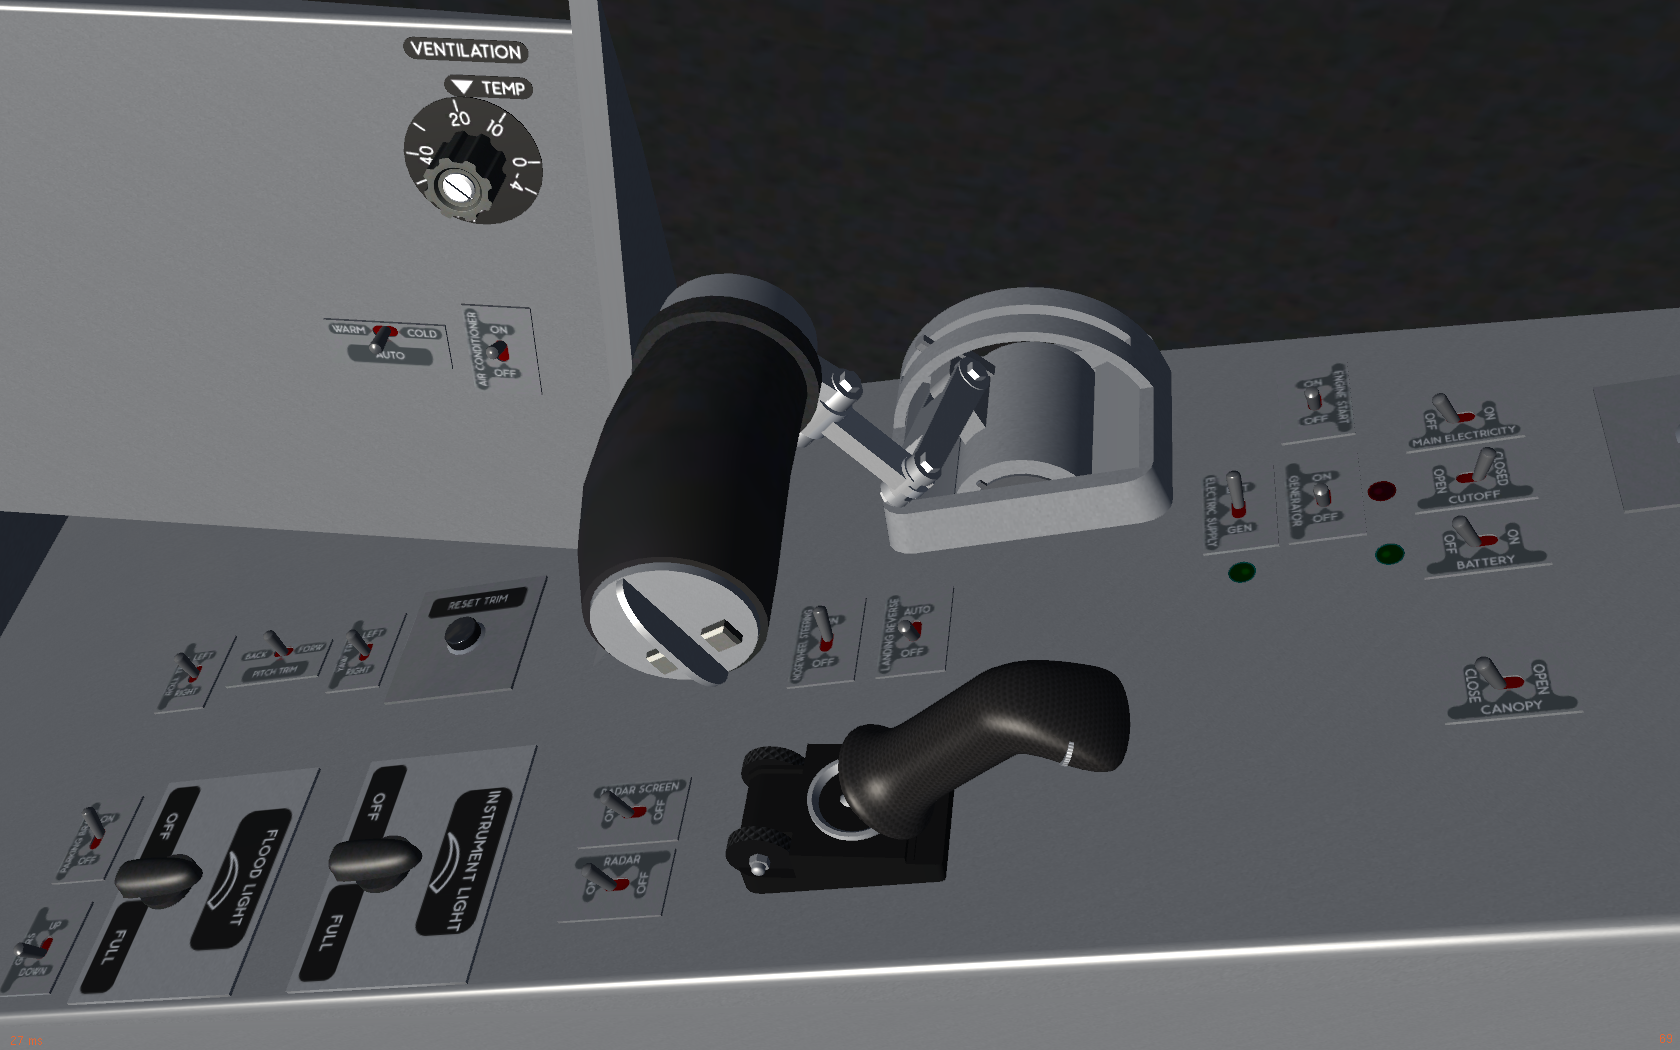 VENTILATION
TEMP
20
10
40
0
-4
WARM
COLD
AUTO
AIR CONDITIONER
ON
OFF
ENGINE START
ON
OFF
OFF
ON
MAIN ELECTRICITY
OPEN
CLOSED
CUTOFF
OFF
ON
BATTERY
ELECTRIC SUPPLY
GEN
GENERATOR
ON
OFF
CLOSE
OPEN
CANOPY
RESET TRIM
LEFT
RIGHT
BACK
FORW
PITCH TRIM
LEFT
RIGHT
ON
OFF
LANDING REVERSE
AUTO
OFF
RADAR SCREEN
OFF
RADAR
OFF
ON
OFF
UP
DOWN
OFF
FULL
FLOOD LIGHT
OFF
FULL
INSTRUMENT LIGHT